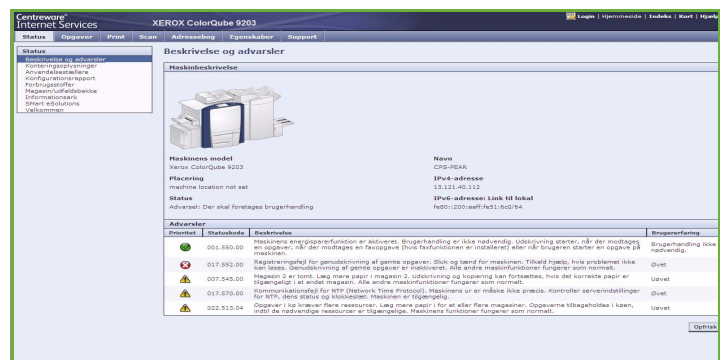 Centreware®
Internet Services
XEROX ColorQube 9203
Login | Hjemmeside | Indeks | Kort | Hjælp
Status Opgaver Print Scan Adressebog Egenskaber Support
Status
Beskrivelse og advarsler
Konteringsoplysninger
Anvendelsestællere
Konfigurationsrapport
Forbrugsstoffer
Magasin/udfaldsbakke
Informationsark
SMart eSolutions
Velkommen
Beskrivelse og advarsler
Maskinbeskrivelse
Maskinens model
Xerox ColorQube 9203
Navn
CPS-PEAR
Placering
machine location not set
IPv4-adresse
13.121.40.112
Status
Advarsel: Der skal foretages brugerhandling
IPv6-adresse: Link til lokal
fe80::200:aaff:fe51:6c0/64
Advarsler
Prioritet Statuskode Beskrivelse Brugererfaring
001.550.00 Maskinens energisparerfunktion er aktiveret. Brugerhandling er ikke nødvendig. Udskrivning starter, når der modtages
en opgaver, når der modtages en faxopgave (hvis faxfunktionen er installeret) eller når brugeren starter en opgave på
maskinen.
Brugerhandling ikke
nødvendig.
017.552.00 Registreringsfejl for genudskrivning af gemte opgaver. Sluk og tænd for maskinen. Tilkald hjælp, hvis problemet ikke
kan løses. Genudskrivning af gemte opgaver er inaktiveret. Alle andre maskinfunktioner fungerer som normalt.
Øvet
007.545.00 Magasin 2 er tomt. Læg mere papir i magasin 2. Udskrivning og kopiering kan fortsættes, hvis det korrekte papir er
tilgængeligt i et andet magasin. Alle andre maskinfunktioner fungerer som normalt.
Uøvet
017.570.00 Kommunikationsfejl for NTP (Network Time Protocol). Maskinens ur er måske ikke præcis. Kontroller serverindstillinger
for NTP, dens status og klokkeslæt. Maskinen er tilgængelig.
Øvet
022.513.04 Opgaver i kø kræver flere ressourcer. Læg mere papir i for et eller flere magasiner. Opgaverne tilbageholdes i køen,
indtil de nødvendige ressourcer er tilgængelige. Maskinens funktioner fungerer som normalt.
Uøvet
Opfrisk